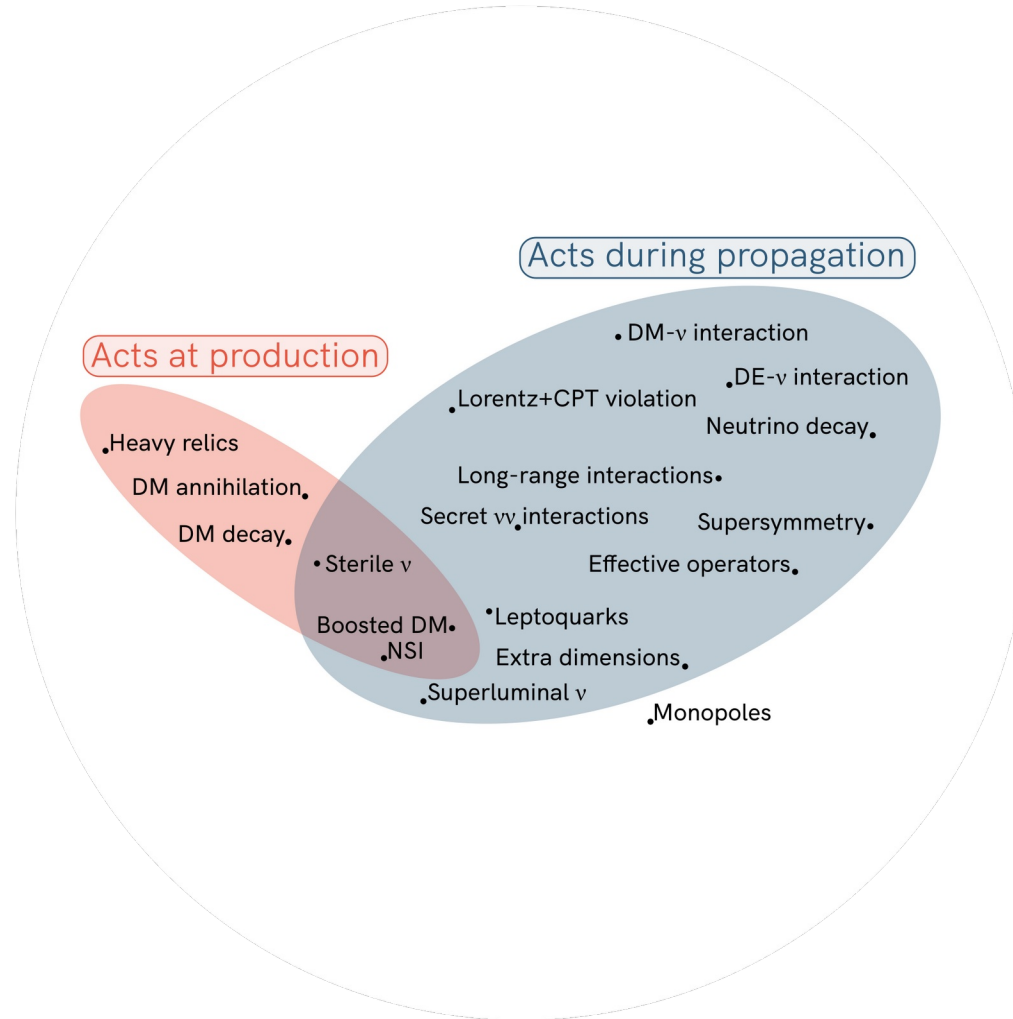 Acts during propagation
DM-ν interaction
Acts at production
DE-ν interaction
Lorentz+CPT violation
Neutrino decay
Heavy relics
Long-range interactions
DM annihilation
Secret νν interactions
Supersymmetry
DM decay
Sterile ν
Effective operators
Leptoquarks
Boosted DM
NSI
Extra dimensions
Superluminal ν
Monopoles